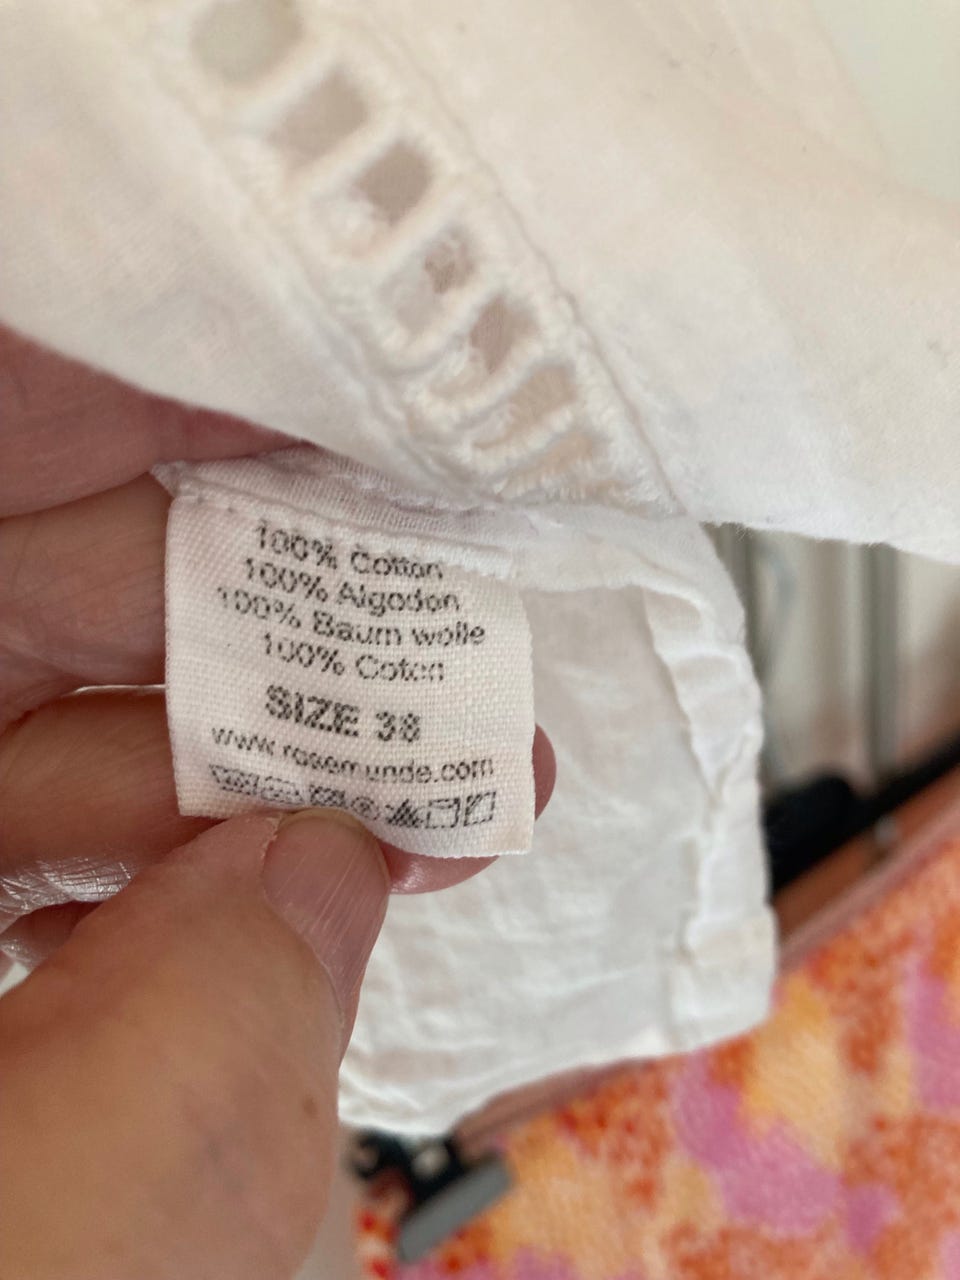 100% Cotton
100% Algodon
100% Baum wolle
100% Coton
SIZE 38
www.rosemunde.com